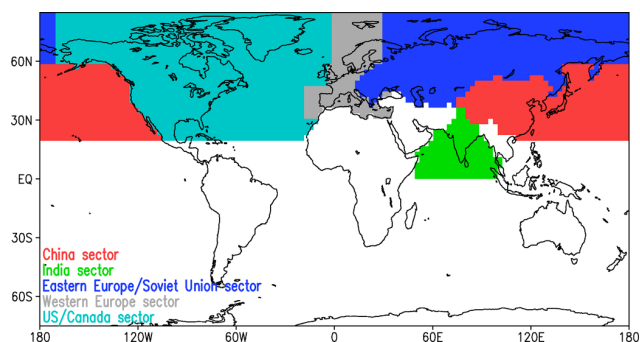 60N
30N
EQ
30S
60S
China sector
India sector
Eastern Europe/Soviet Union sector
Western Europe sector
US/Canada sector
180 120W 60W 0 60E 120E 180